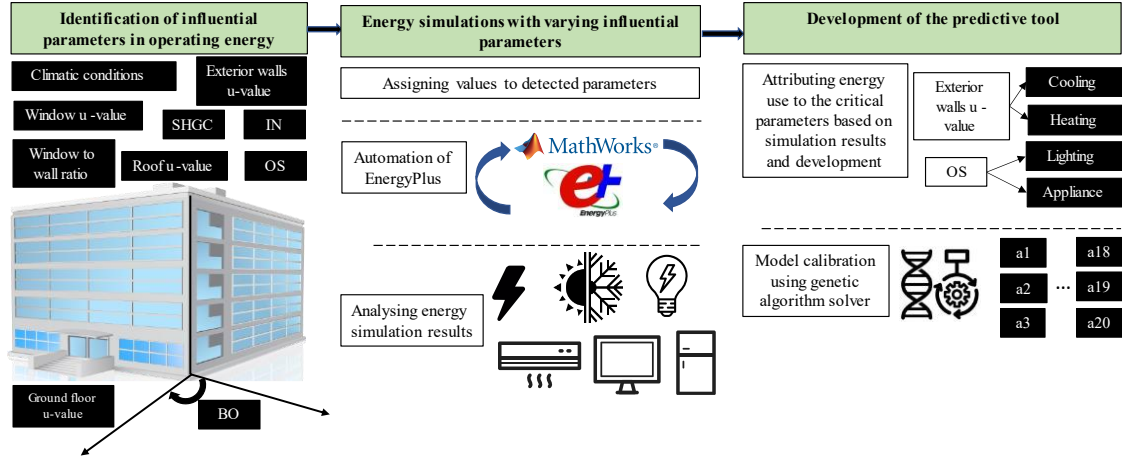 Identification of influential
parameters in operating energy
Climatic conditions
Exterior walls
u-value
Window u -value
SHGC
IN
Window to
wall ratio
Roof u-value
OS
Ground floor
u-value
BO
Energy simulations with varying influential
parameters
Assigning values to detected parameters
Automation of
EnergyPlus
MathWorks®
e+
EnergyPlus
Analysing energy
simulation results
Development of the predictive tool
Attributing energy
use to the critical
parameters based on
simulation results
and development
Exterior
walls u -
value
Cooling
Heating
OS
Lighting
Appliance
Model calibration
using genetic
algorithm solver
a1
a18
a2
...
a19
a3
a20